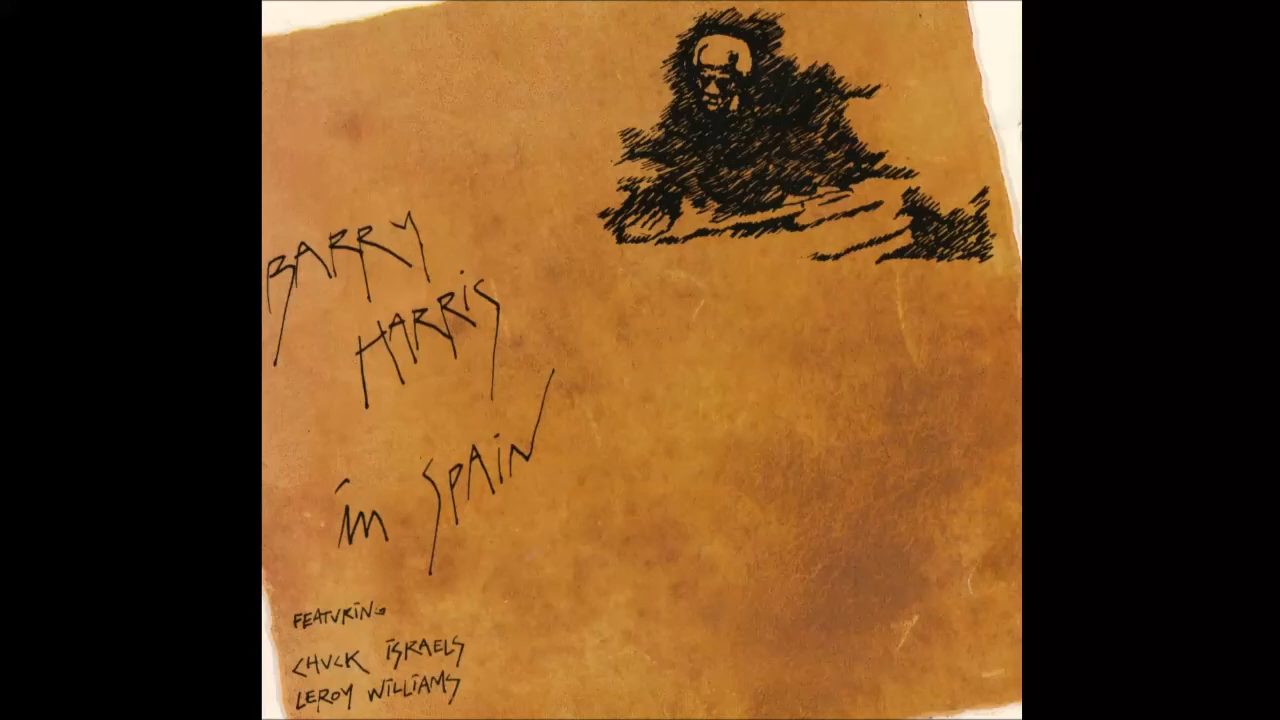 BARRY
HARRiS
in SPAiN
FEATURiNG
CHUCK iSRAELS
LEROY WiLLiAMS